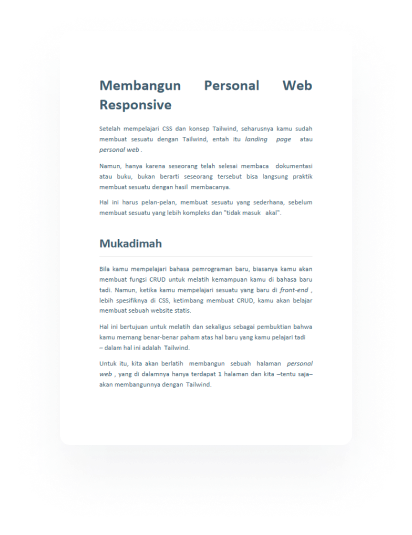 Membangun Personal Web
Responsive
Setelah mempelajari CSS dan konsep Tailwind, seharusnya kamu sudah
membuat sesuatu dengan Tailwind, entah itu landing page atau
personal web .
Namun, hanya karena seseorang telah selesai membaca dokumentasi
atau buku, bukan berarti seseorang tersebut bisa langsung praktik
membuat sesuatu dengan hasil membacanya.
Hal ini harus pelan-pelan, membuat sesuatu yang sederhana, sebelum
membuat sesuatu yang lebih kompleks dan "tidak masuk akal".
Mukadimah
Bila kamu mempelajari bahasa pemrograman baru, biasanya kamu akan
membuat fungsi CRUD untuk melatih kemampuan kamu di bahasa baru
tadi. Namun, ketika kamu mempelajari sesuatu yang baru di front-end ,
lebih spesifiknya di CSS, ketimbang membuat CRUD, kamu akan belajar
membuat sebuah website statis.
Hal ini bertujuan untuk melatih dan sekaligus sebagai pembuktian bahwa
kamu memang benar-benar paham atas hal baru yang kamu pelajari tadi
– dalam hal ini adalah Tailwind.
Untuk itu, kita akan berlatih membangun sebuah halaman personal
web , yang di dalamnya hanya terdapat 1 halaman dan kita –tentu saja–
akan membangunnya dengan Tailwind.